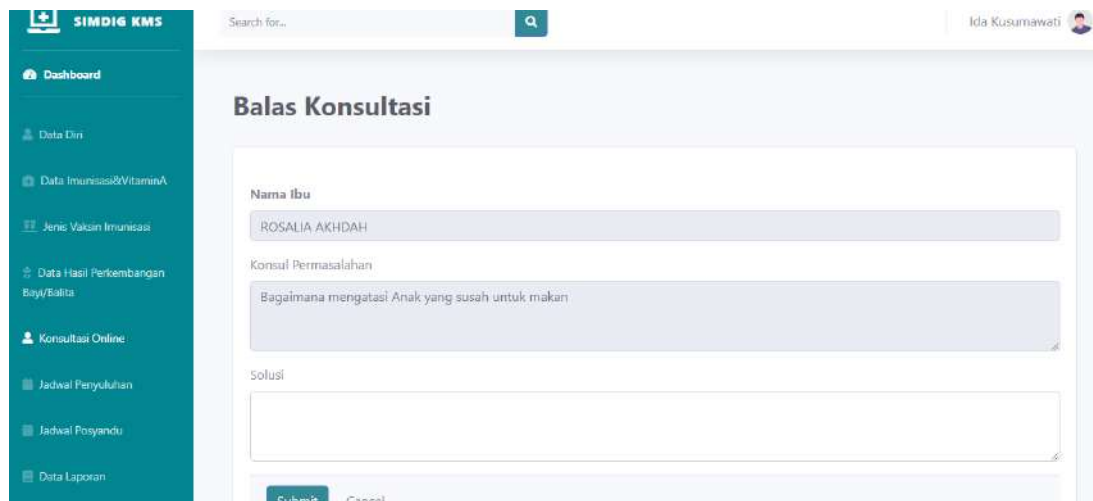 SIMDIG KMS
Search for...
Ida Kusumawati
Dashboard
Data Diri
Data Imunisasi&VitaminA
Jenis Vaksin Imunisasi
Data Hasil Perkembangan
Bayi/Balita
Konsultasi Online
Jadwal Penyuluhan
Jadwal Posyandu
Data Laporan
Balas Konsultasi
Nama Ibu
ROSALIA AKHDAH
Konsul Permasalahan
Bagaimana mengatasi Anak yang susah untuk makan
Solusi
Submit
Cancel